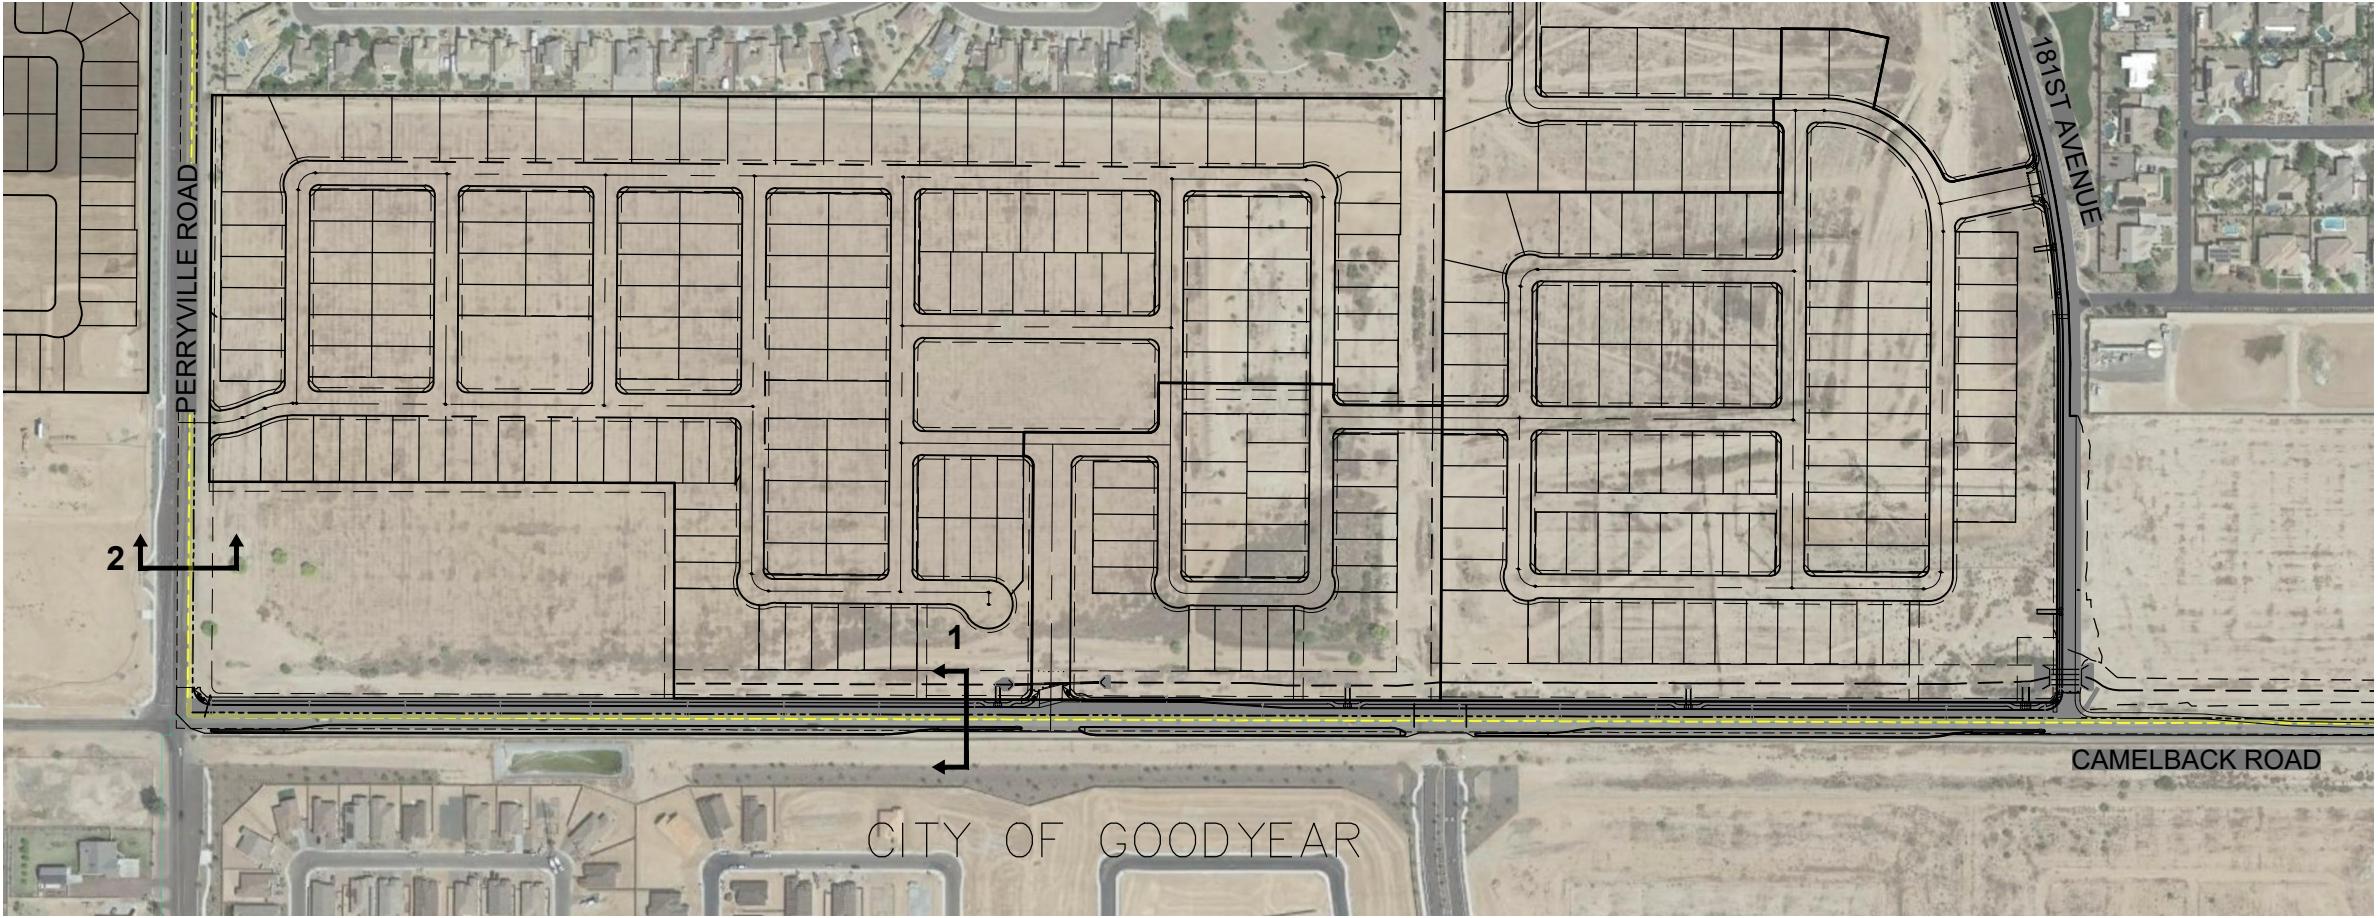 181ST AVENUE
PERRYVILLE ROAD
2
1
CAMELBACK ROAD
CITY OF GOODYEAR